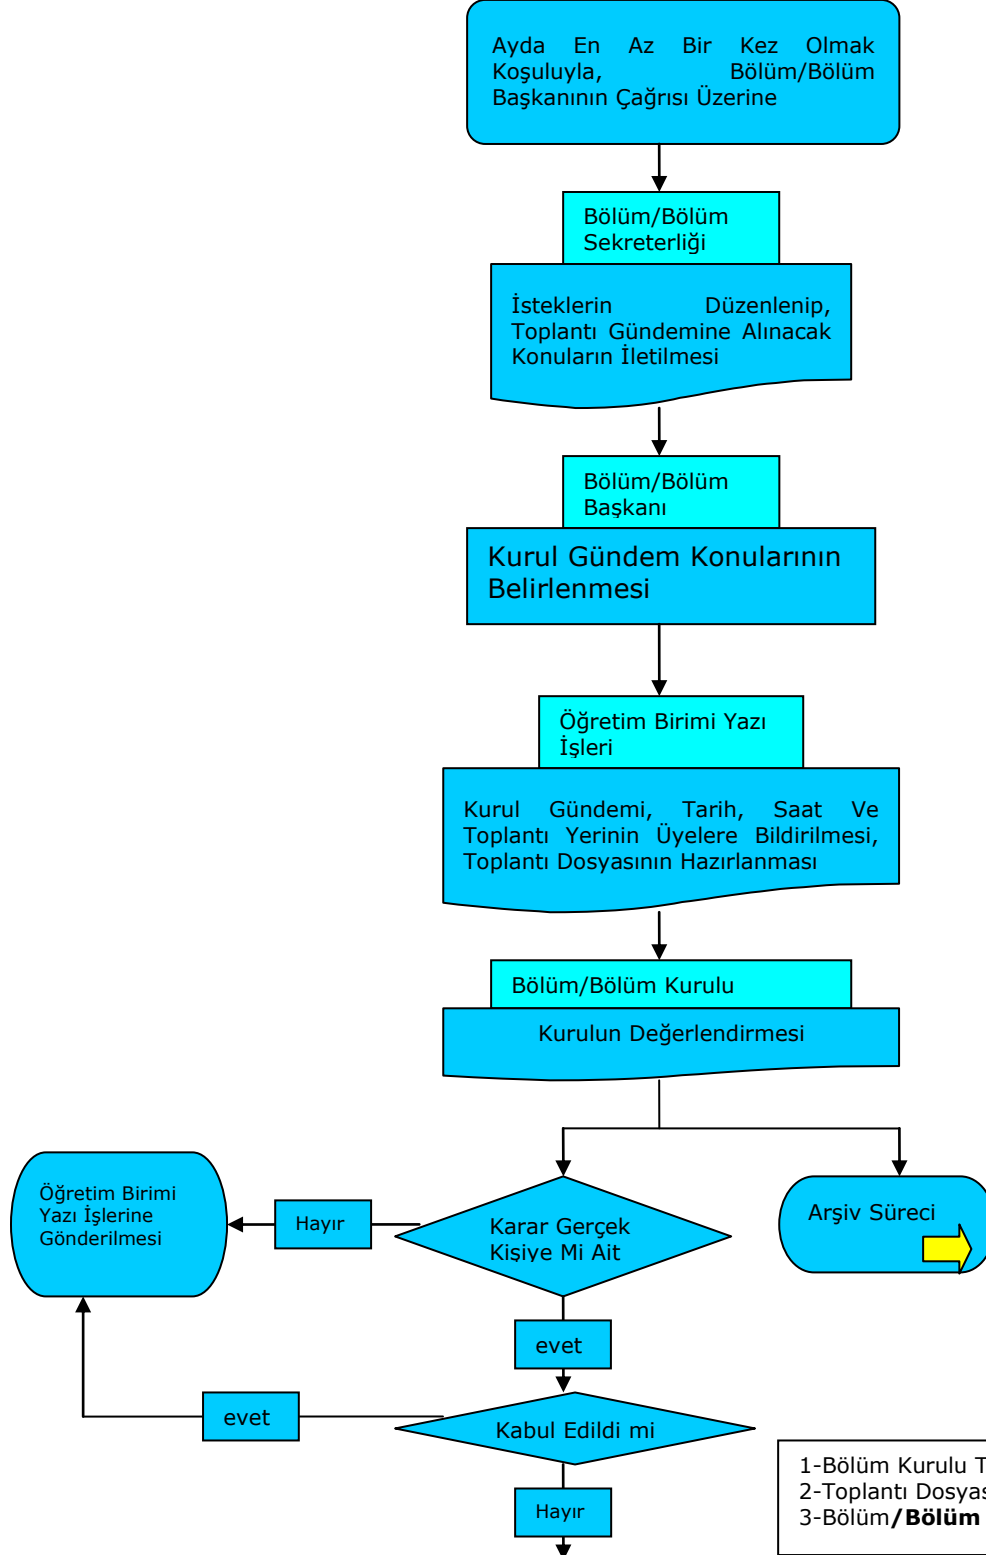 Ayda En Az Bir Kez Olmak
Koşuluyla, Bölüm/Bölüm
Başkanının Çağrısı Üzerine
Bölüm/Bölüm
Sekreterliği
İsteklerin Düzenlenip,
Toplantı Gündemine Alınacak
Konuların İletilmesi
Bölüm/Bölüm
Başkanı
Kurul Gündem Konularının
Belirlenmesi
Öğretim Birimi Yazı
İşleri
Kurul Gündemi, Tarih, Saat Ve
Toplantı Yerinin Üyelere Bildirilmesi,
Toplantı Dosyasının Hazırlanması
Bölüm/Bölüm Kurulu
Kurulun Değerlendirmesi
Öğretim Birimi
Yazı İşlerine
Gönderilmesi
Hayır
Karar Gerçek
Kişiye Mi Ait
Arşiv Süreci
evet
evet
Kabul Edildi mi
Hayır
1-Bölüm Kurulu T
2-Toplantı Dosyas
3-Bölüm/Bölüm